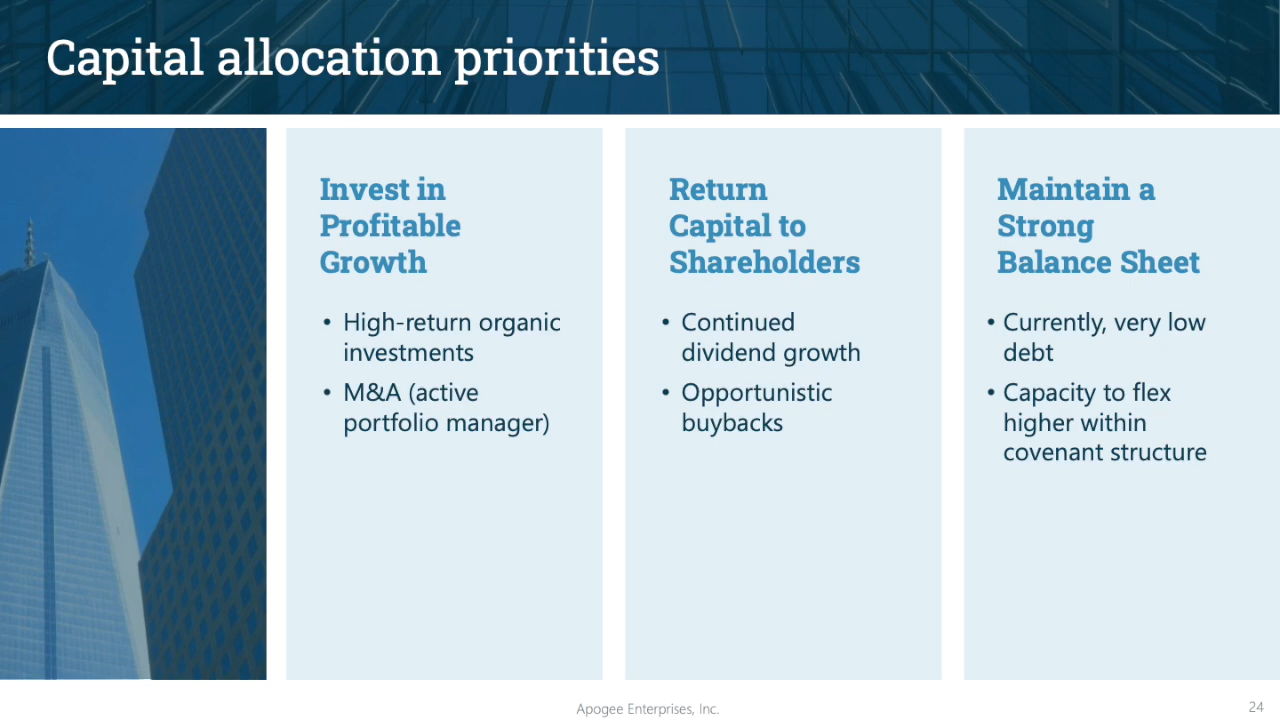 Capital allocation priorities
Invest in
Profitable
Growth
• High-return organic
investments
• M&A (active
portfolio manager)
Return
Capital to
Shareholders
• Continued
dividend growth
• Opportunistic
buybacks
Maintain a
Strong
Balance Sheet
• Currently, very low
debt
• Capacity to flex
higher within
covenant structure
Apogee Enterprises, Inc.
24